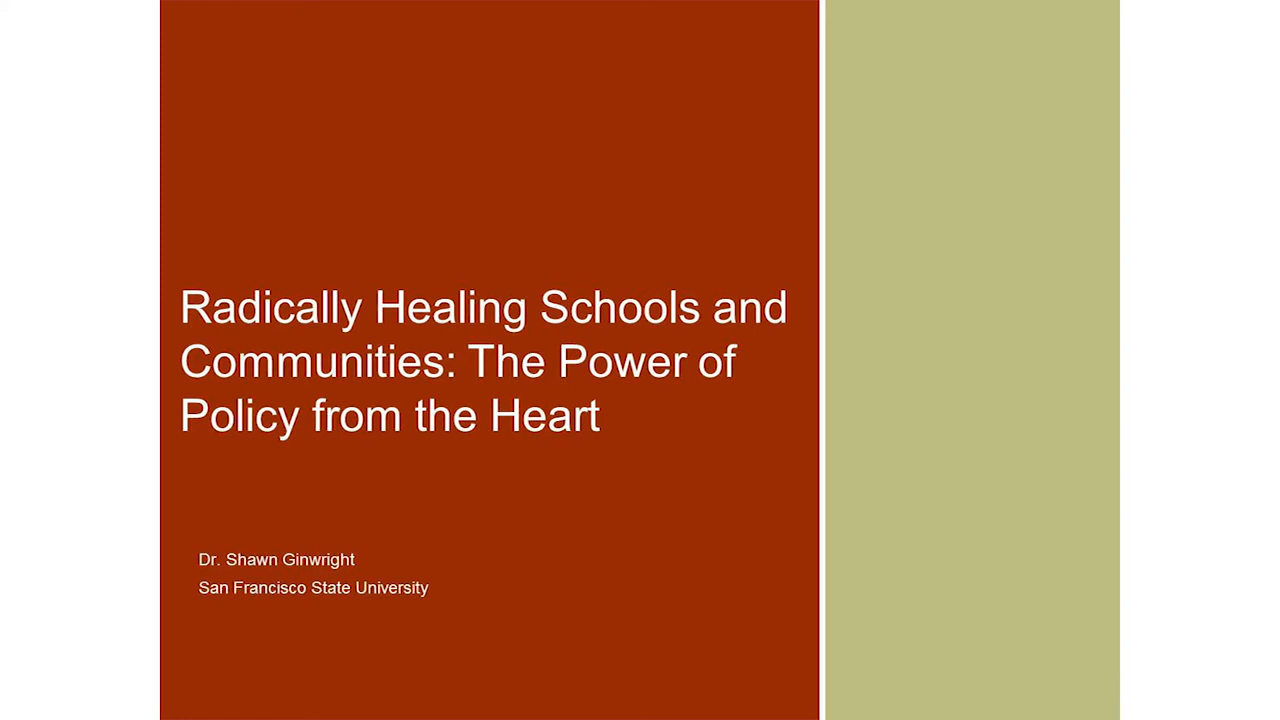 Radically Healing Schools and
Communities: The Power of
Policy from the Heart
Dr. Shawn Ginwright
San Francisco State University